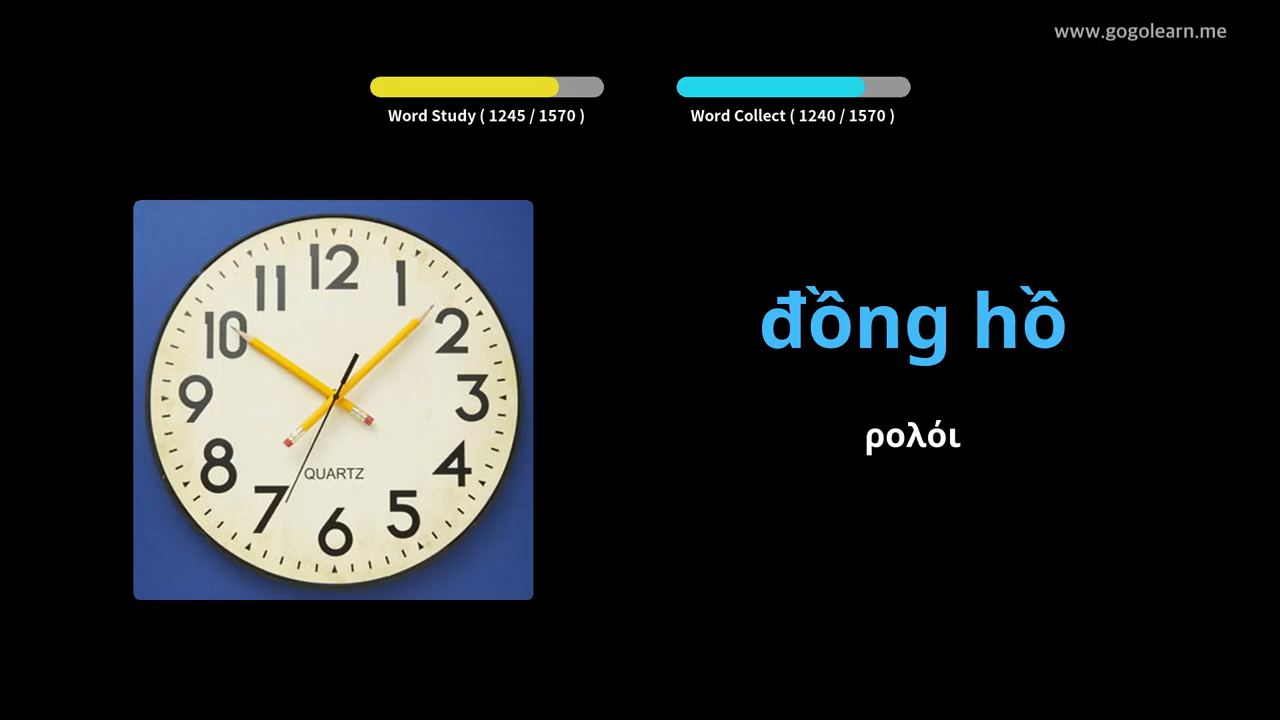 www.gogolearn.me
Word Study ( 1245 / 1570 )
Word Collect ( 1240 / 1570 )
12
11
1
10
2
9
3
8
4
7
5
6
QUARTZ
đồng hồ
ρολόι